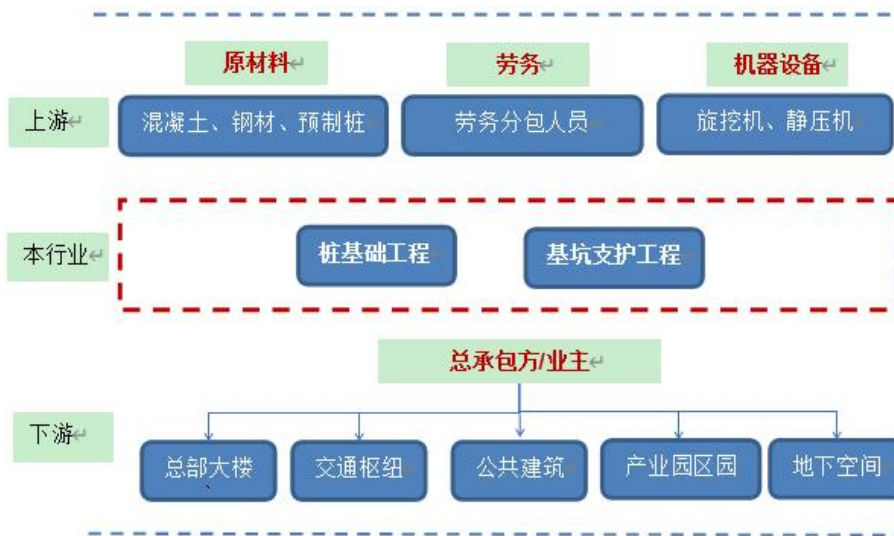 原材料 劳务 机器设备
上游 混凝土、钢材、预制桩 劳务分包人员 旋挖机、静压机
本行业 桩基础工程 基坑支护工程
总承包方/业主
下游 总部大楼、 交通枢纽 公共建筑 产业园区园 地下空间